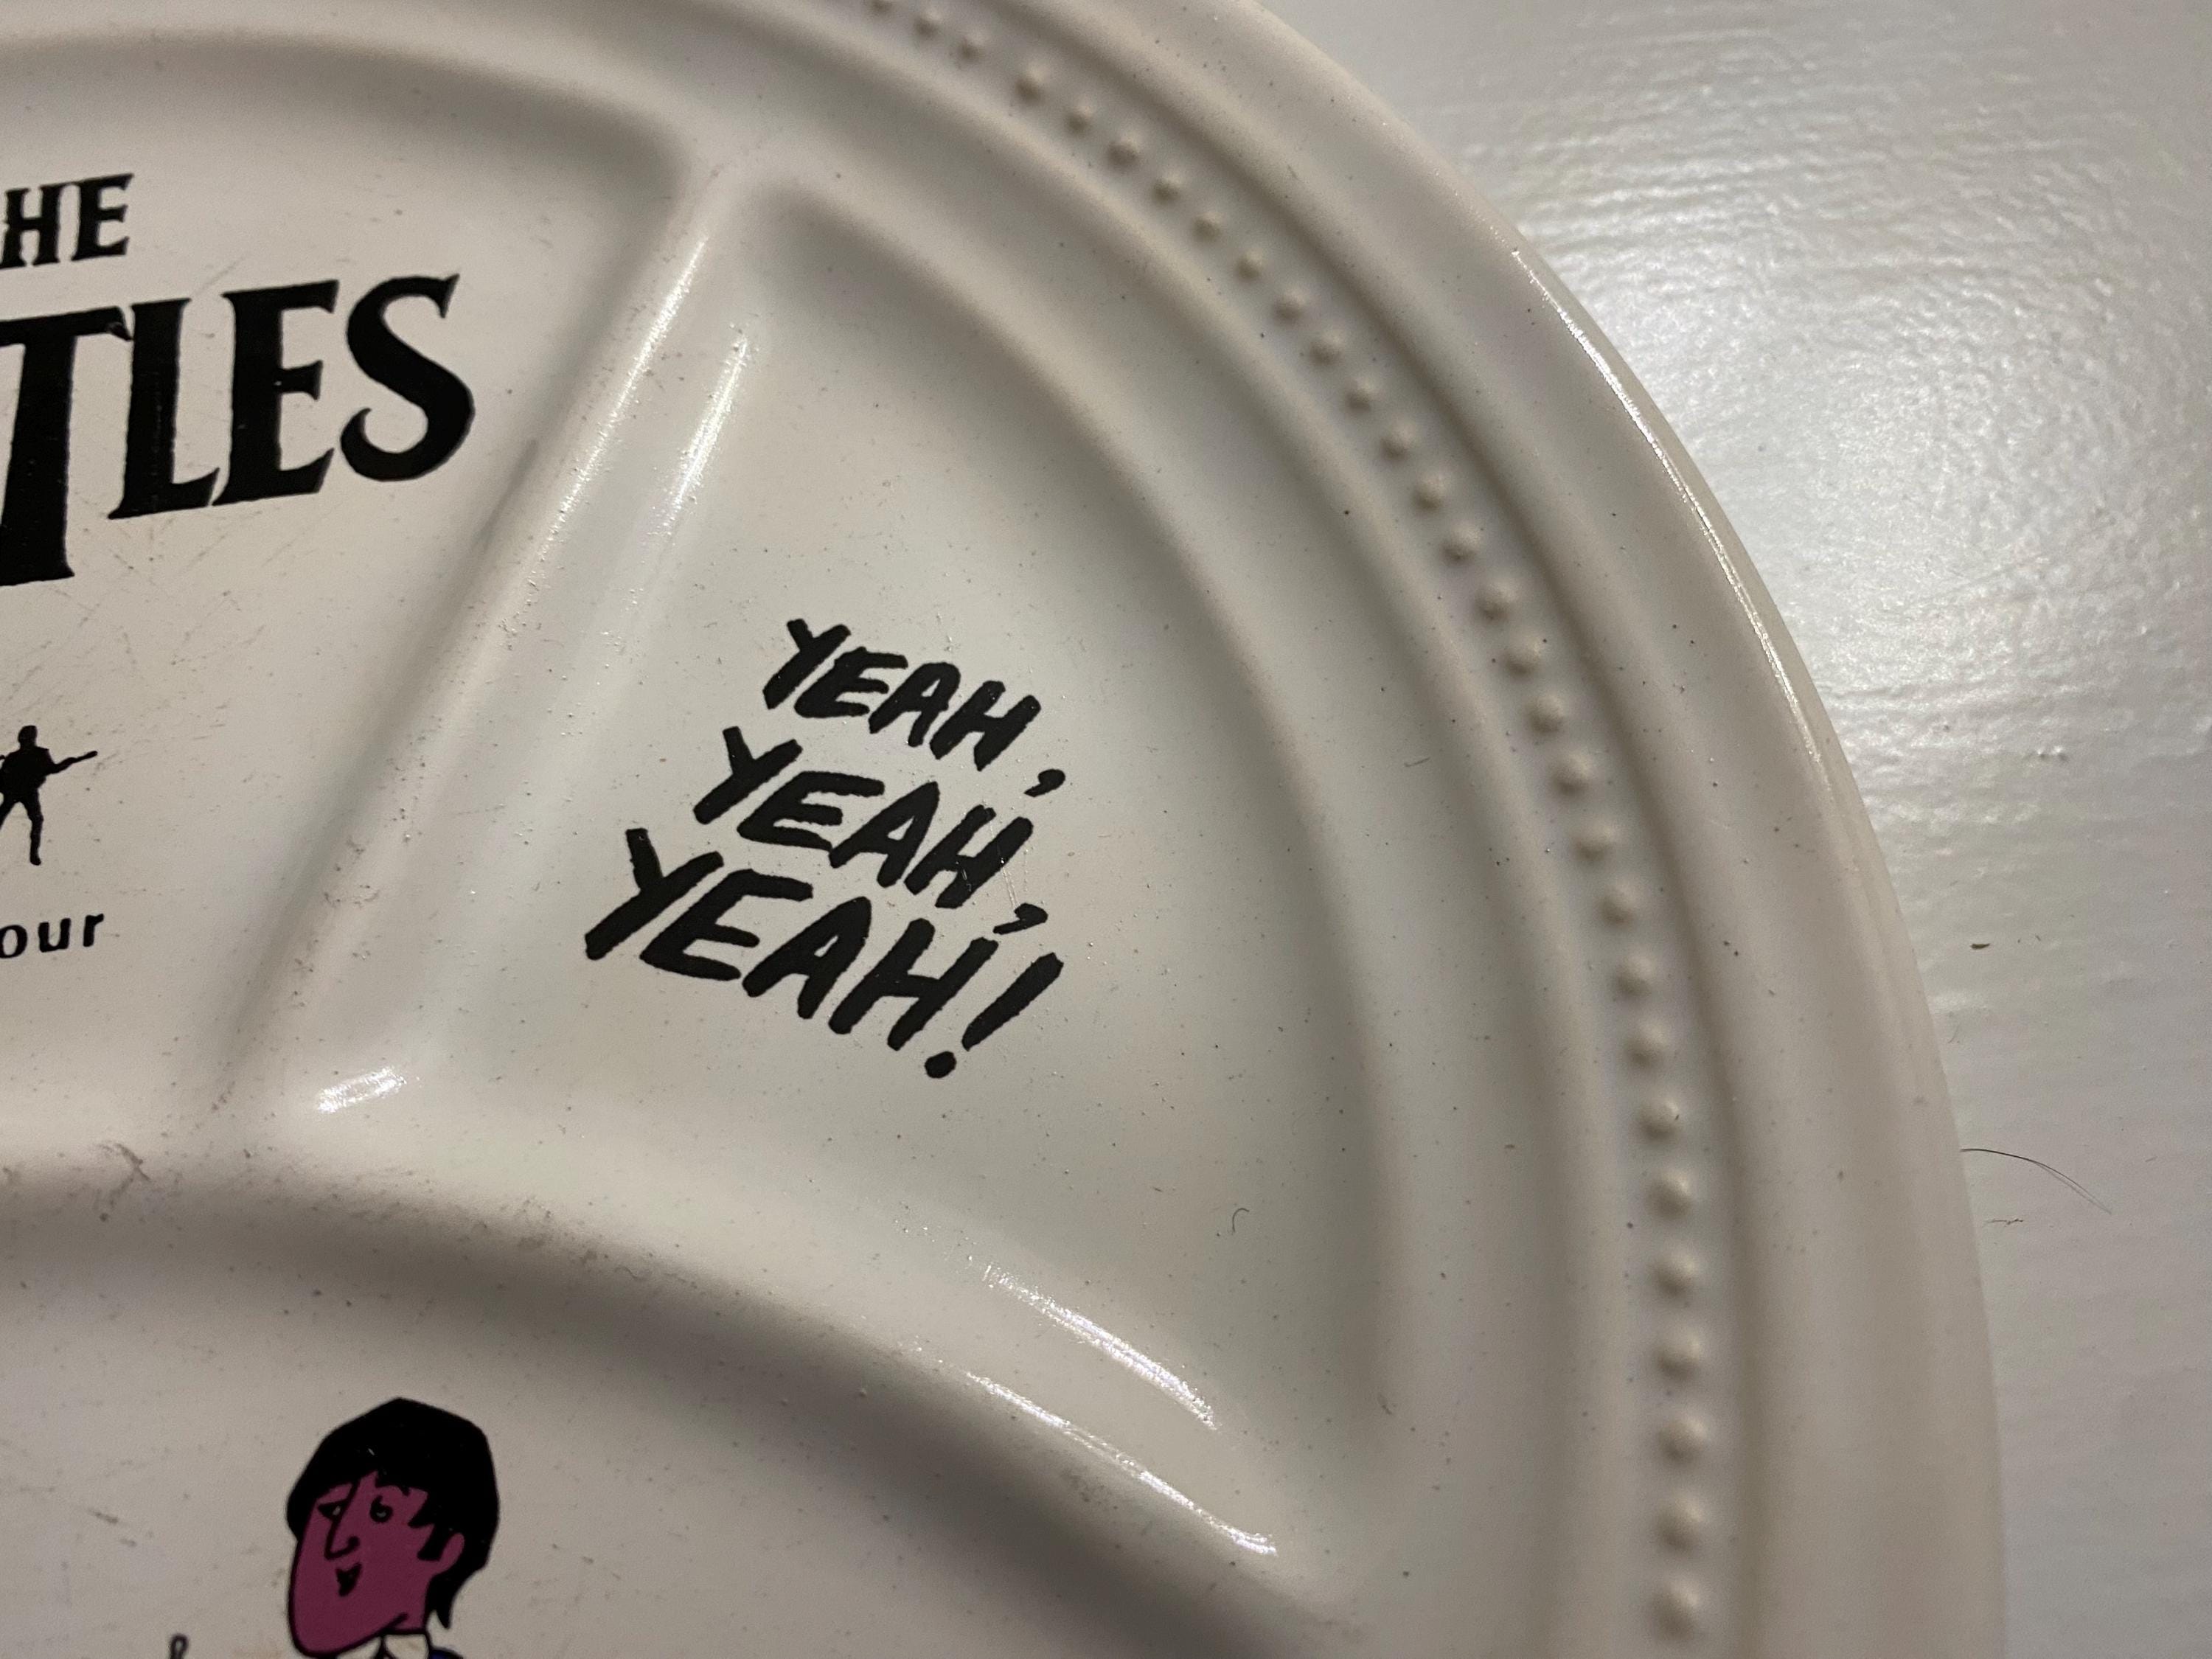 HE
TLES
our
YEAH,
YEAH,
YEAH!